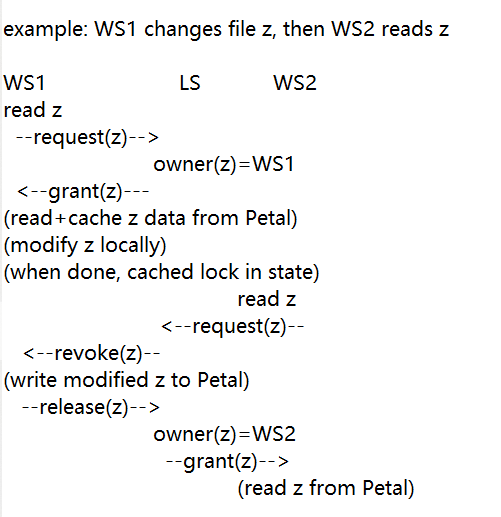 example: WS1 changes file z, then WS2 reads z
WS1 LS WS2
read z
--request(z)-->
owner(z)=WS1
<--grant(z)---
(read+cache z data from Petal)
(modify z locally)
(when done, cached lock in state)
read z
<--request(z)--
<--revoke(z)--
(write modified z to Petal)
--release(z)-->
owner(z)=WS2
--grant(z)-->
(read z from Petal)